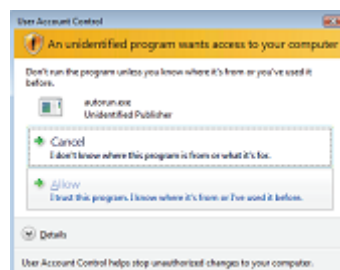 User Account Control
An unidentified program wants access to your computer
Don't run the program unless you know where it's from or you've used it
before.
autorun.exe
Unidentified Publisher
Cancel
I don't know where this program is from or what it's for.
Allow
I trust this program. I know where it's from or I've used it before.
Details
User Account Control helps stop unauthorized changes to your computer.